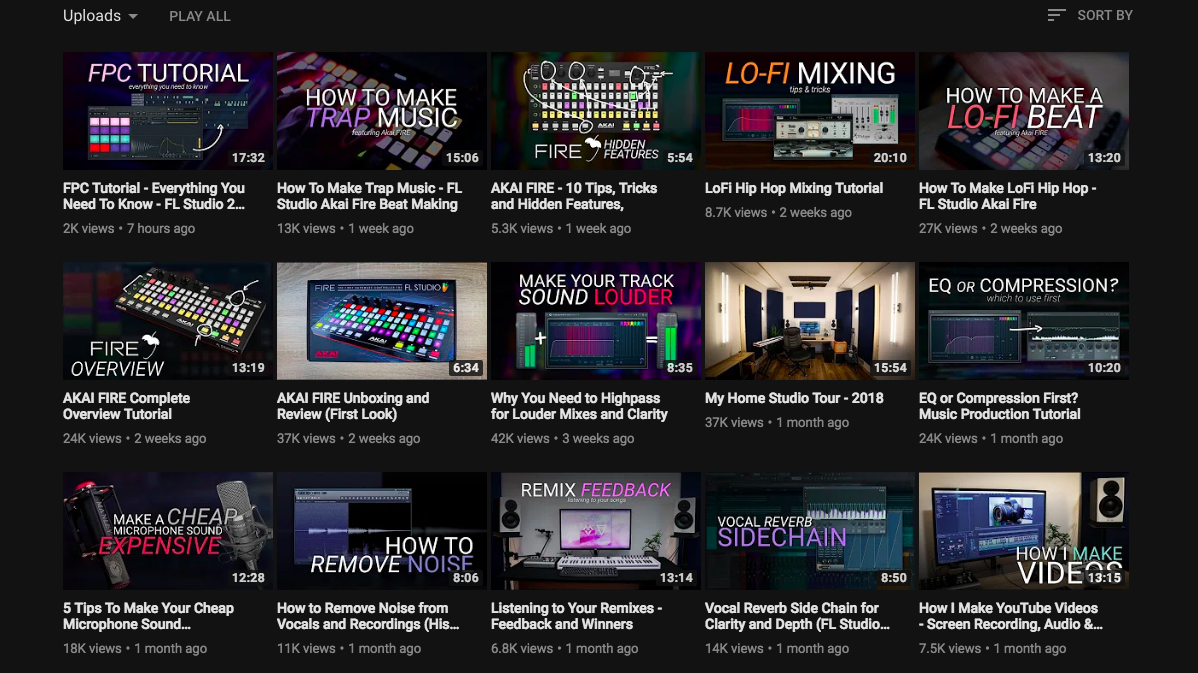 Uploads
PLAY ALL
SORT BY
FPC TUTORIAL
everything you need to know
17:32
HOW TO MAKE
TRAP MUSIC
featuring Akai FIRE
15:06
AKAI
FIRE HIDDEN
FEATURES
5:54
LO-FI MIXING
tips & tricks
20:10
HOW TO MAKE A
LO-FI BEAT
featuring Akai FIRE
13:20
FPC Tutorial - Everything You
Need To Know - FL Studio 2...
2K views • 7 hours ago
How To Make Trap Music - FL
Studio Akai Fire Beat Making
13K views • 1 week ago
AKAI FIRE - 10 Tips, Tricks
and Hidden Features,
5.3K views • 1 week ago
LoFi Hip Hop Mixing Tutorial
8.7K views • 2 weeks ago
How To Make LoFi Hip Hop -
FL Studio Akai Fire
27K views • 2 weeks ago
AKAI
FIRE
OVERVIEW
13:19
FIRE
FL STUDIO
AKAI
6:34
MAKE YOUR TRACK
SOUND LOUDER
8:35
15:54
EQ OR COMPRESSION?
which to use first
10:20
AKAI FIRE Complete
Overview Tutorial
24K views • 2 weeks ago
AKAI FIRE Unboxing and
Review (First Look)
37K views • 2 weeks ago
Why You Need to Highpass
for Louder Mixes and Clarity
42K views • 3 weeks ago
My Home Studio Tour - 2018
37K views • 1 month ago
EQ or Compression First?
Music Production Tutorial
24K views • 1 month ago
MAKE A CHEAP
MICROPHONE SOUND
EXPENSIVE
12:28
HOW TO
REMOVE NOISE
8:06
REMIX FEEDBACK
listening to your songs
13:14
VOCAL REVERB
SIDECHAIN
8:50
HOW I MAKE
VIDEOS
13:15
5 Tips To Make Your Cheap
Microphone Sound...
18K views • 1 month ago
How to Remove Noise from
Vocals and Recordings (His...
11K views • 1 month ago
Listening to Your Remixes -
Feedback and Winners
6.8K views • 1 month ago
Vocal Reverb Side Chain for
Clarity and Depth (FL Studio...
14K views • 1 month ago
How I Make YouTube Videos
- Screen Recording, Audio &...
7.5K views • 1 month ago